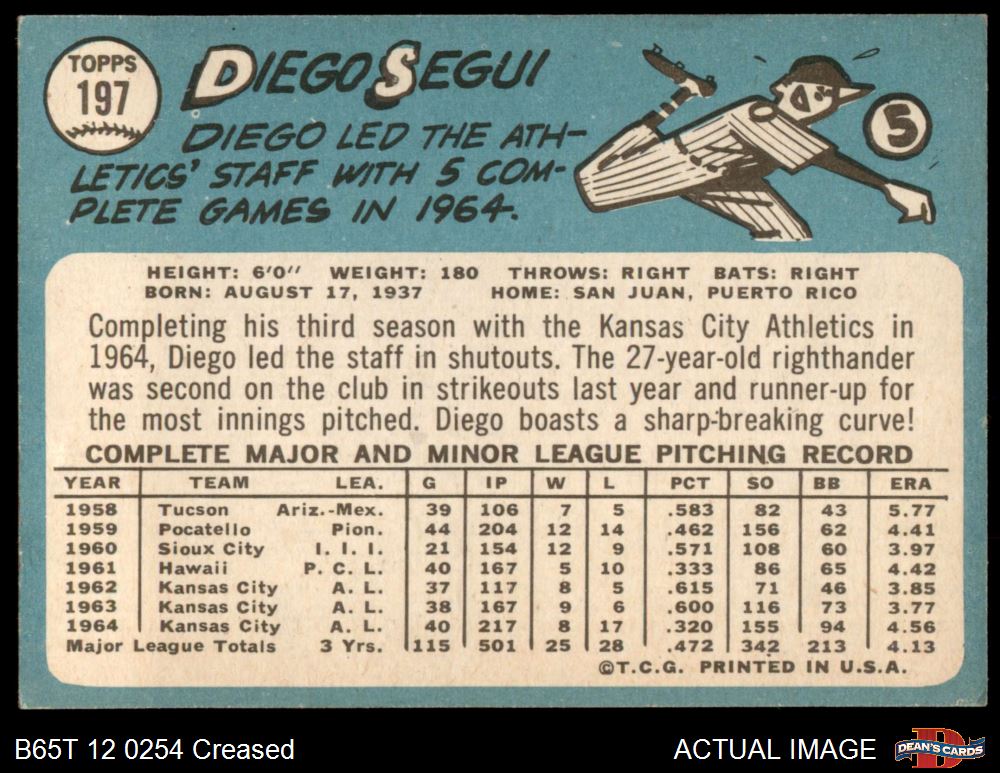 TOPPS
197
DIEGO SEGUI
5
DIEGO LED THE ATH-
LETICS' STAFF WITH 5 COM-
PLETE GAMES IN 1964.
HEIGHT: 6'0" WEIGHT: 180 THROWS: RIGHT BATS: RIGHT
BORN: AUGUST 17, 1937 HOME: SAN JUAN, PUERTO RICO
Completing his third season with the Kansas City Athletics in
1964, Diego led the staff in shutouts. The 27-year-old righthander
was second on the club in strikeouts last year and runner-up for
the most innings pitched. Diego boasts a sharp-breaking curve!
COMPLETE MAJOR AND MINOR LEAGUE PITCHING RECORD
YEAR TEAM LEA. G IP W L PCT SO BB ERA
1958 Tucson Ariz.-Mex. 39 106 7 5 .583 82 43 5.77
1959 Pocatello Pion. 44 204 12 14 .462 156 62 4.41
1960 Sioux City I. I. I. 21 154 12 9 .571 108 60 3.97
1961 Hawaii P. C. L. 40 167 5 10 .333 86 65 4.42
1962 Kansas City A. L. 37 117 8 5 .615 71 46 3.85
1963 Kansas City A. L. 38 167 9 6 .600 116 73 3.77
1964 Kansas City A. L. 40 217 8 17 .320 155 94 4.56
Major League Totals 3 Yrs. 115 501 25 28 .472 342 213 4.13
©T.C.G. PRINTED IN U.S.A.
B65T 12 0254 Creased ACTUAL IMAGE
DEAN'S CARDS